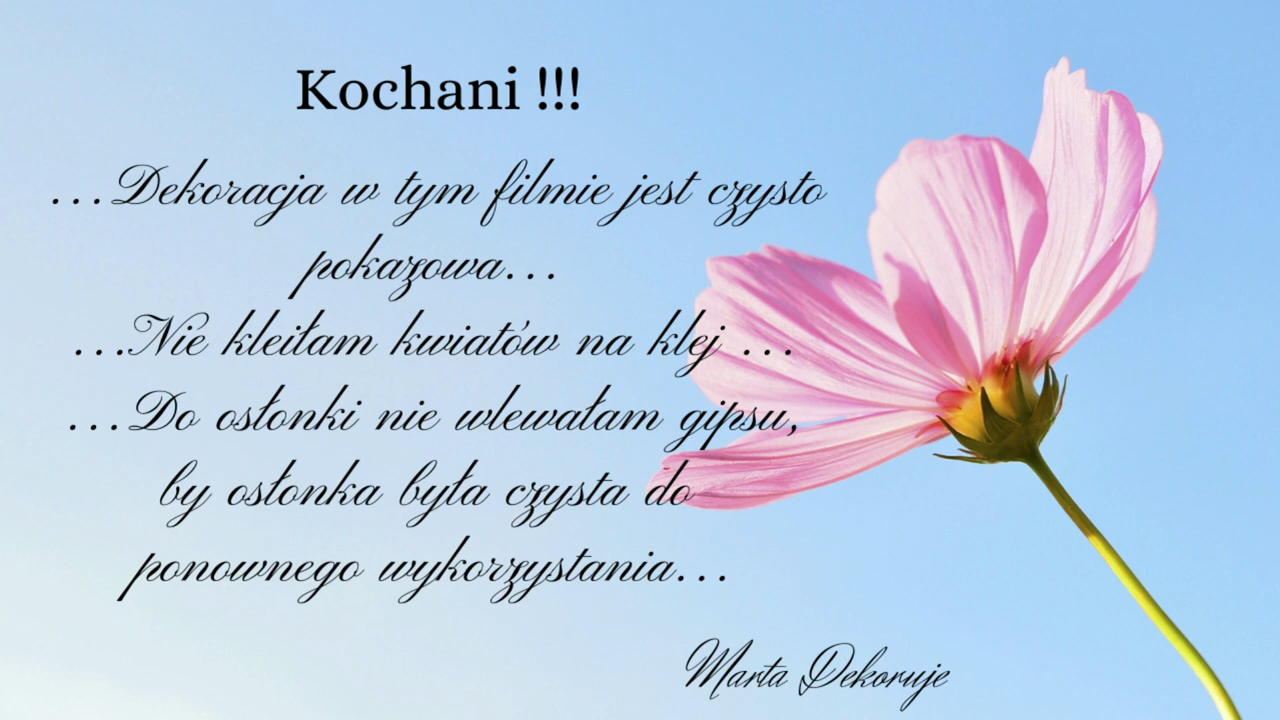 Kochani !!!
...Dekoracja w tym filmie jest czysto
pokazowa...
...Nie kleiłam kwiatów na klej ...
...Do osłonki nie wlewałam gipsu,
by osłonka była czysta do
ponownego wykorzystania...
Marta Dekoruje